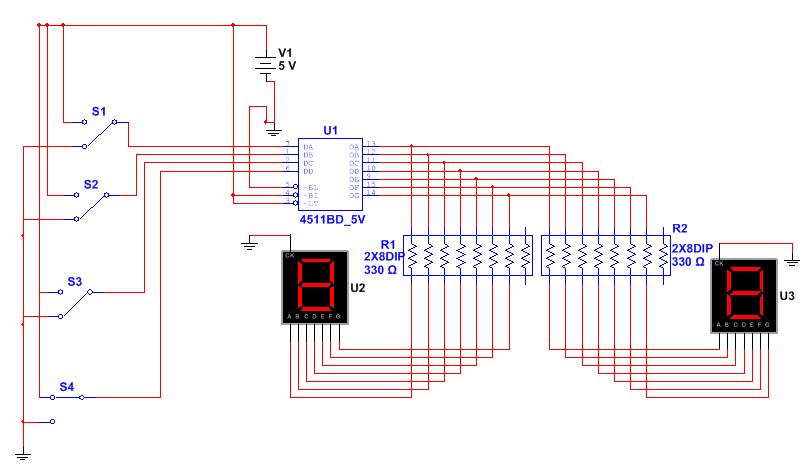 V1
5 V
S1
U1
7 DA OA 13
1 DB OB 12
2 DC OC 11
6 DD OD 10
OE 9
5 ~EL OF 15
4 ~BI OG 14
3 ~LT
4511BD_5V
S2
R1
2X8DIP
330 Ω
R2
2X8DIP
330 Ω
CK
U2
A B C D E F G
CK
U3
A B C D E F G
S3
S4